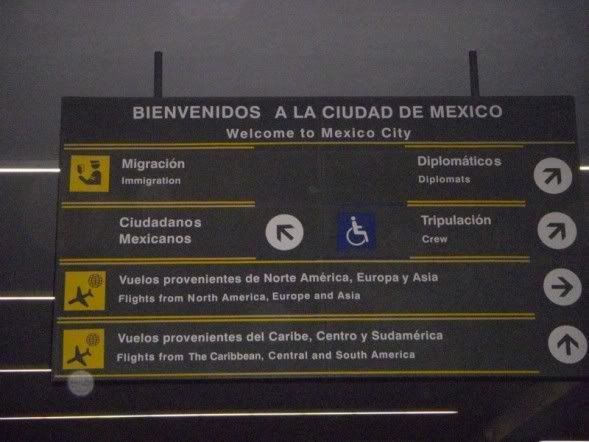 BIENVENIDOS A LA CIUDAD DE MEXICO
Welcome to Mexico City
Migración
Immigration
Diplomáticos
Diplomats
Ciudadanos
Mexicanos
Tripulación
Crew
Vuelos provenientes de Norte América, Europa y Asia
Flights from North America, Europe and Asia
Vuelos provenientes del Caribe, Centro y Sudamérica
Flights from The Caribbean, Central and South America